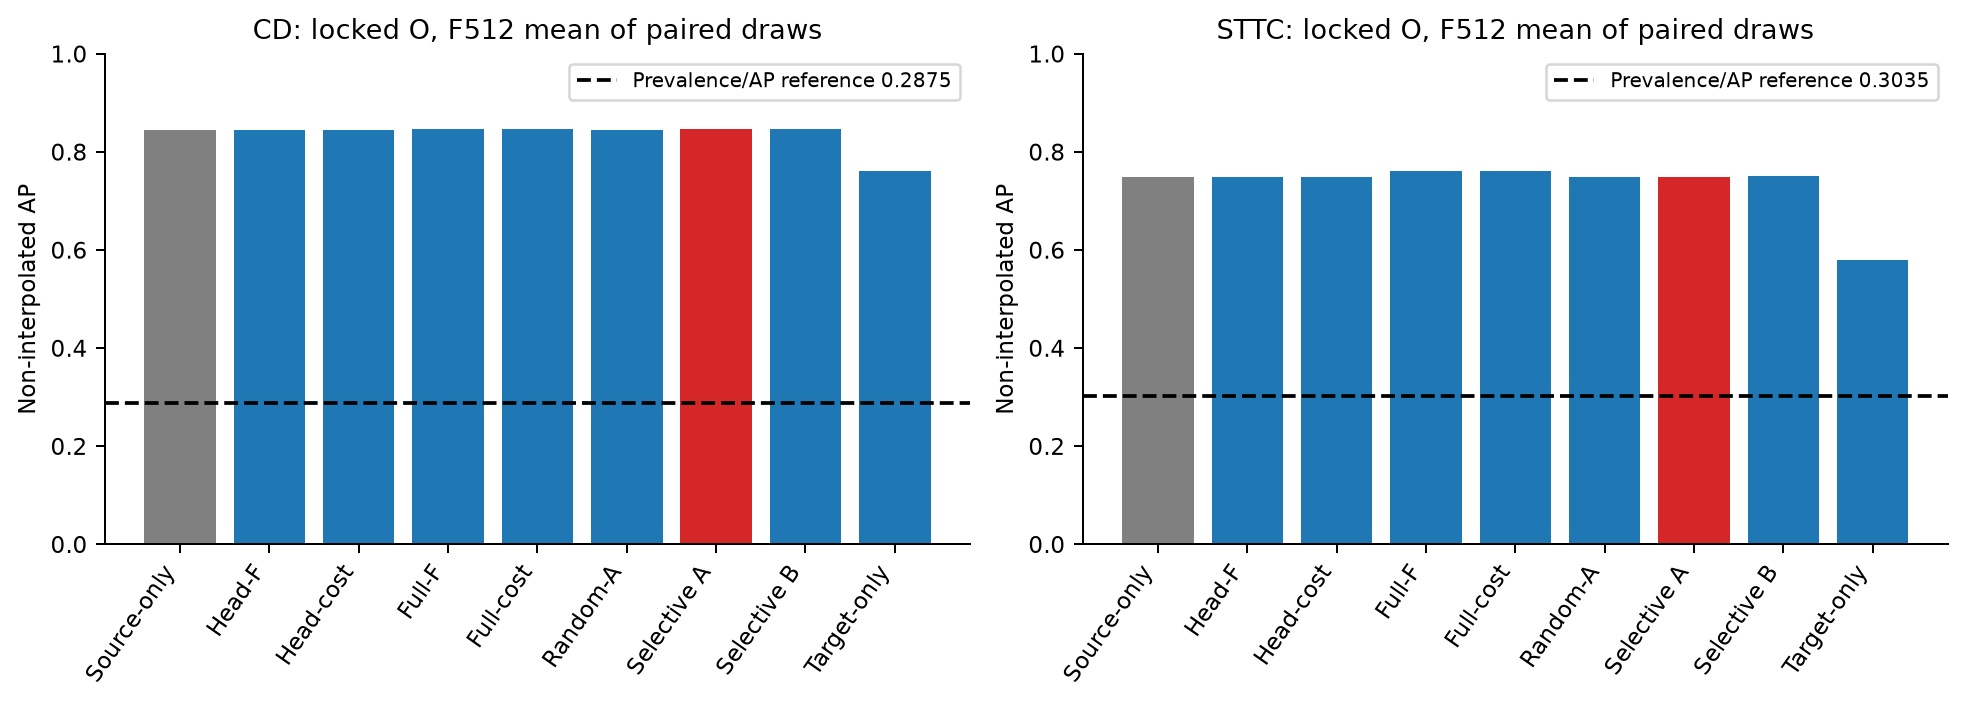 CD: locked O, F512 mean of paired draws
Prevalence/AP reference 0.2875
Non-interpolated AP
1.0
0.8
0.6
0.4
0.2
0.0
Source-only
Head-F
Head-cost
Full-F
Full-cost
Random-A
Selective A
Selective B
Target-only
STTC: locked O, F512 mean of paired draws
Prevalence/AP reference 0.3035
Non-interpolated AP
1.0
0.8
0.6
0.4
0.2
0.0
Source-only
Head-F
Head-cost
Full-F
Full-cost
Random-A
Selective A
Selective B
Target-only